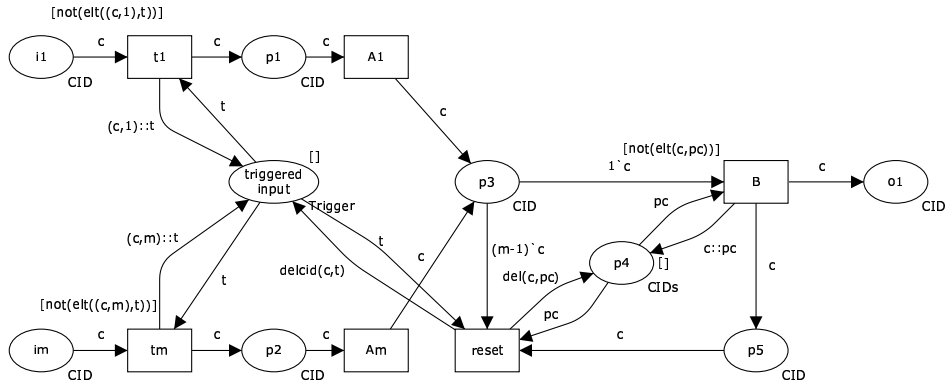 [not(elt((c,1),t))]
c
c
c
i1
t1
p1
A1
CID
CID
t
c
(c,1)::t
[]
[not(elt(c,pc))]
triggered
input
1`c
c
p3
B
o1
Trigger
CID
CID
pc
(c,m)::t
t
(m-1)`c
c::pc
c
delcid(c,t)
p4
[]
c
t
del(c,pc)
CIDs
[not(elt((c,m),t))]
pc
c
c
c
c
im
tm
p2
Am
reset
p5
CID
CID
CID